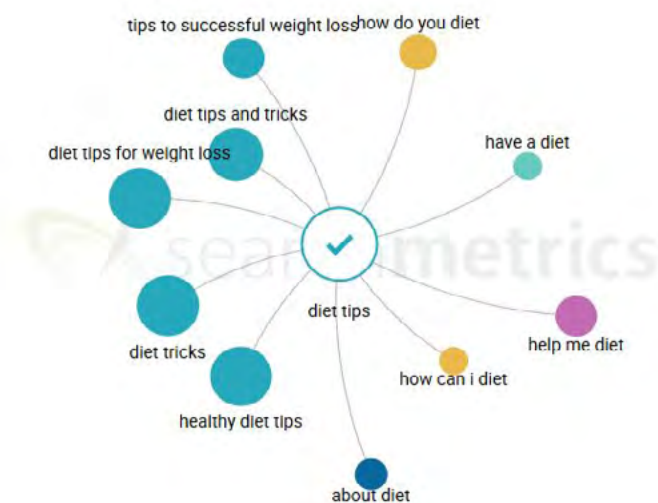 tips to successful weight loss
how do you diet
diet tips and tricks
have a diet
diet tips for weight loss
searchmetrics
diet tips
help me diet
diet tricks
how can i diet
healthy diet tips
about diet